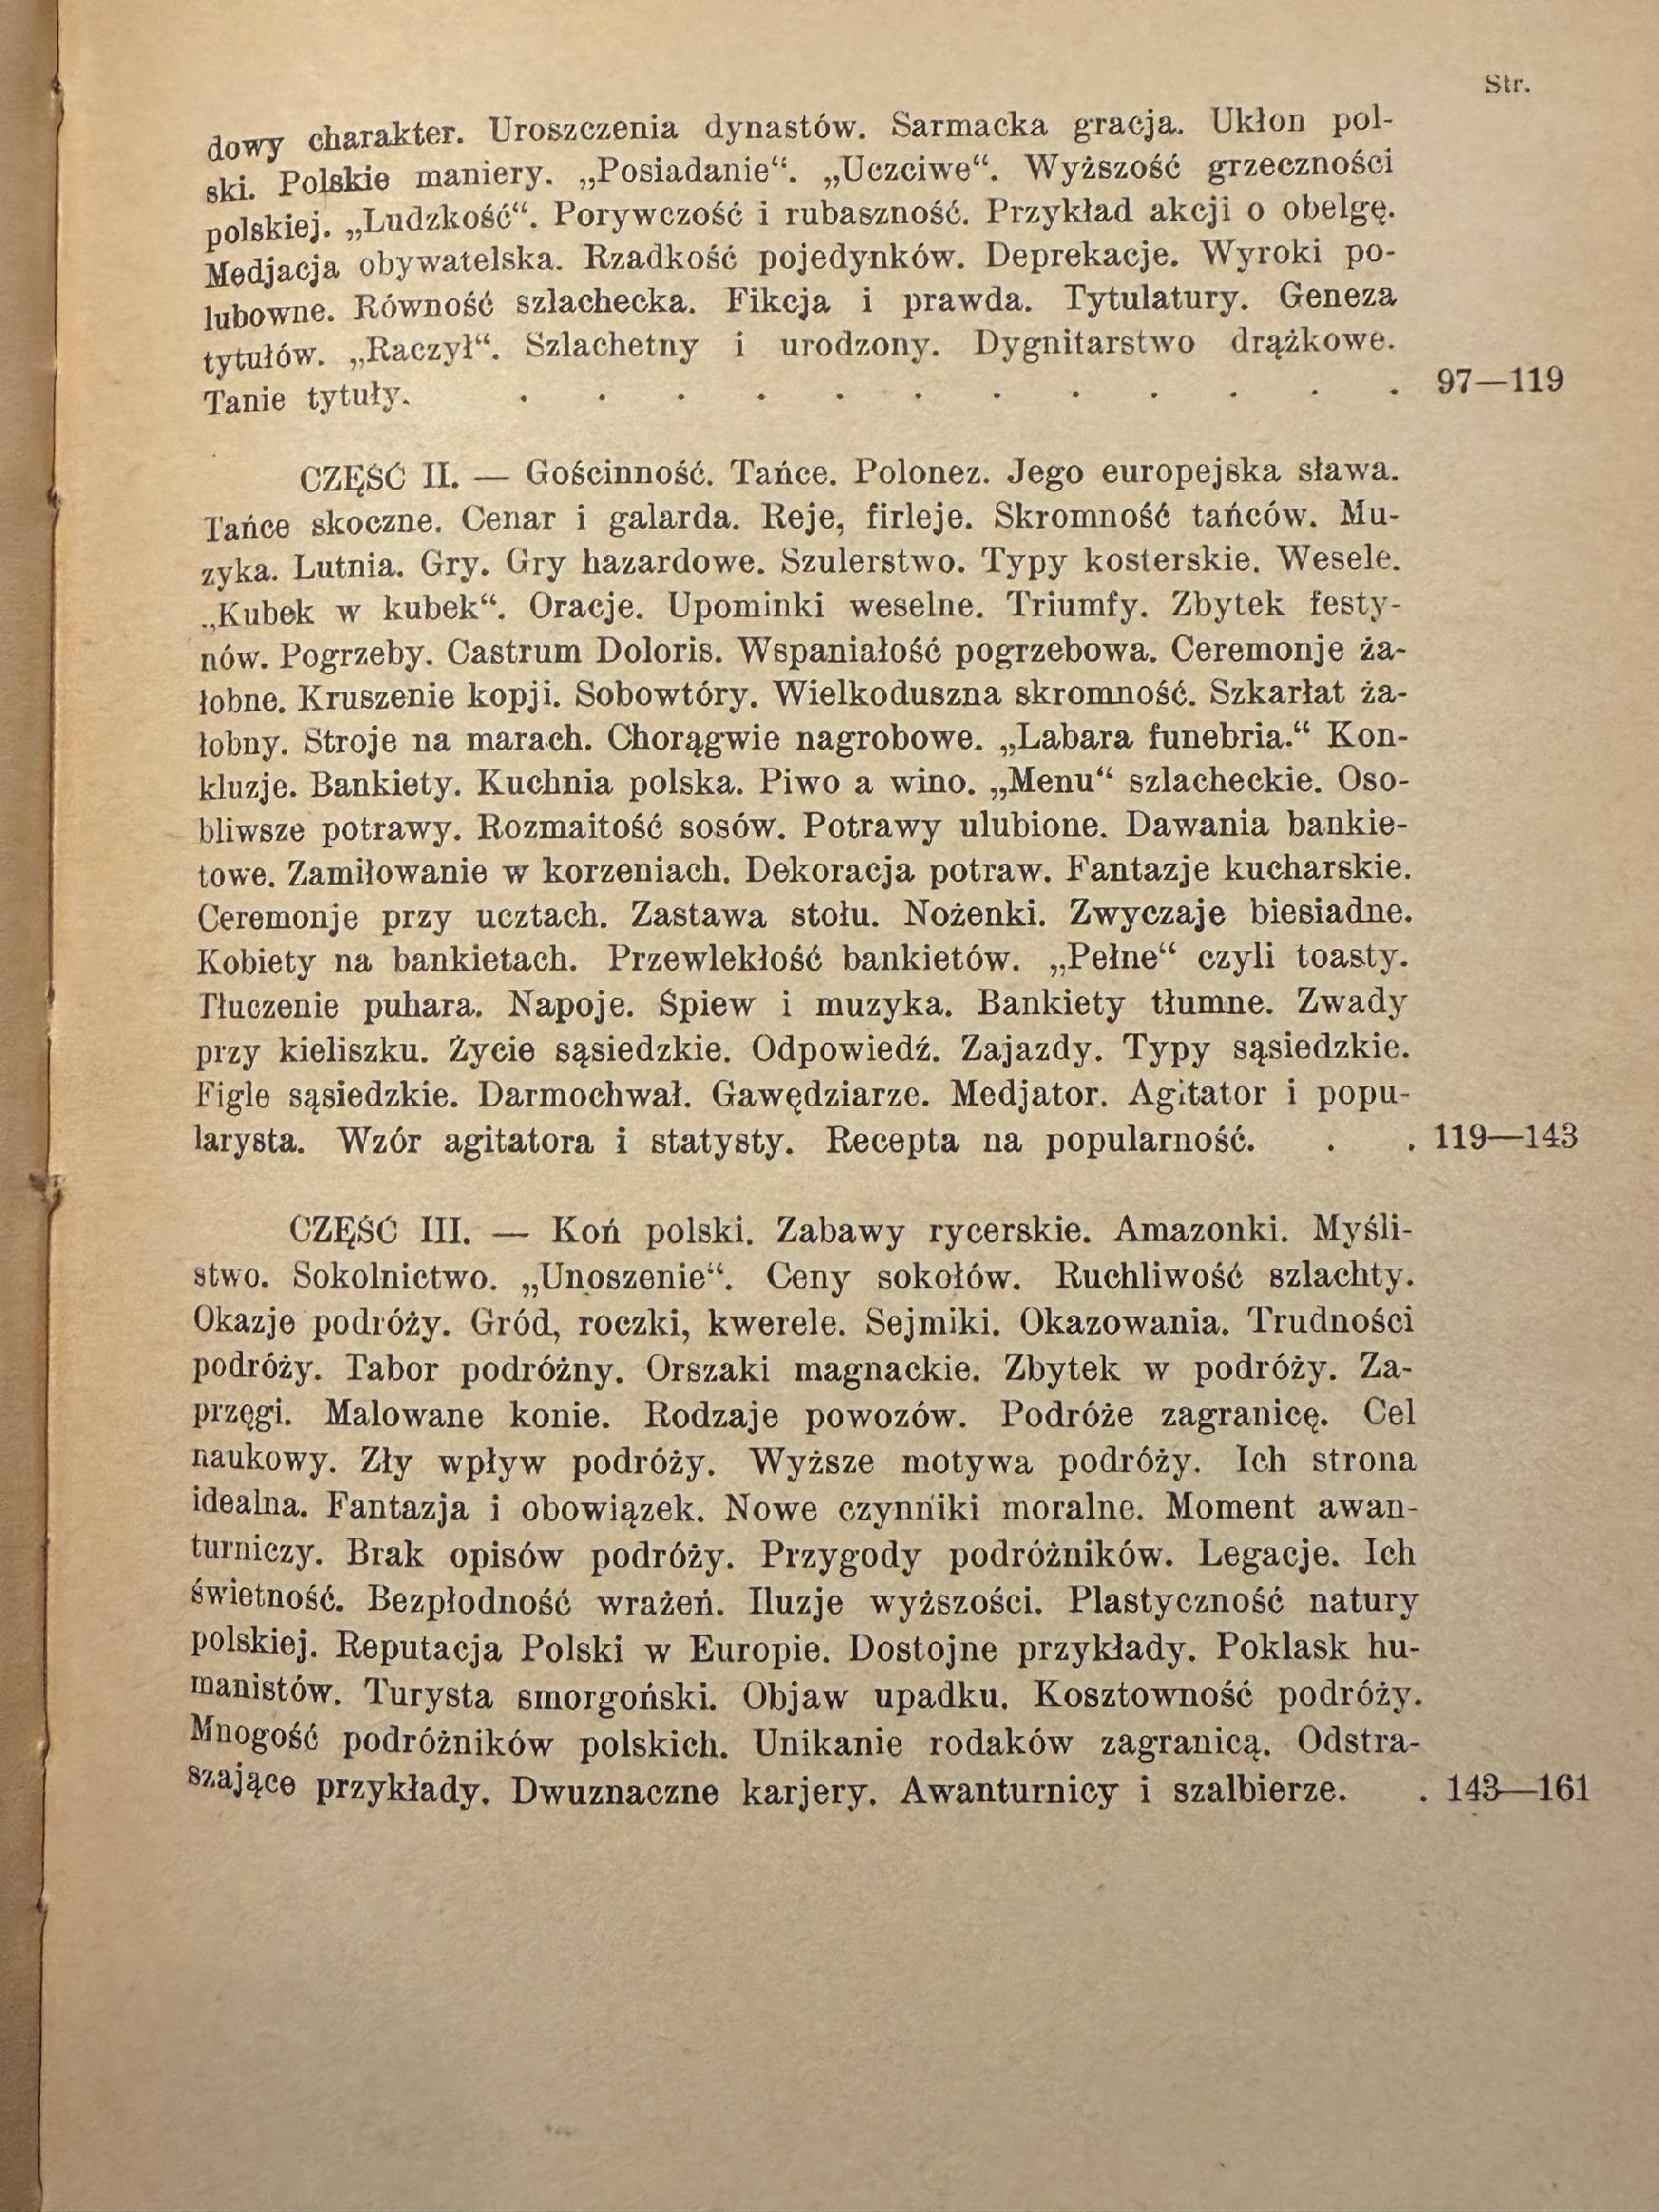 Str.
dowy charakter. Uroszczenia dynastów. Sarmacka gracja. Ukłon pol-
ski. Polskie maniery. „Posiadanie“. „Uczciwe“. Wyższość grzeczności
polskiej. „Ludzkość“. Porywczość i rubaszność. Przykład akcji o obelgę.
Medjacja obywatelska. Rzadkość pojedynków. Deprekacje. Wyroki po-
lubowne. Równość szlachecka. Fikcja i prawda. Tytulatury. Geneza
tytułów. „Raczył“. Szlachetny i urodzony. Dygnitarstwo drążkowe.
Tanie tytuły. . . . . . . . . . . . . 97—119
CZĘŚĆ II. — Gościnność. Tańce. Polonez. Jego europejska sława.
Tańce skoczne. Cenar i galarda. Reje, firleje. Skromność tańców. Mu-
zyka. Lutnia. Gry. Gry hazardowe. Szulerstwo. Typy kosterskie. Wesele.
„Kubek w kubek“. Oracje. Upominki weselne. Triumfy. Zbytek festy-
nów. Pogrzeby. Castrum Doloris. Wspaniałość pogrzebowa. Ceremonje ża-
łobne. Kruszenie kopji. Sobowtóry. Wielkoduszna skromność. Szkarłat ża-
łobny. Stroje na marach. Chorągwie nagrobowe. „Labara funebria.“ Kon-
kluzje. Bankiety. Kuchnia polska. Piwo a wino. „Menu“ szlacheckie. Oso-
bliwsze potrawy. Rozmaitość sosów. Potrawy ulubione. Dawania bankie-
towe. Zamiłowanie w korzeniach. Dekoracja potraw. Fantazje kucharskie.
Ceremonje przy ucztach. Zastawa stołu. Nożenki. Zwyczaje biesiadne.
Kobiety na bankietach. Przewlekłość bankietów. „Pełne“ czyli toasty.
Tłuczenie puhara. Napoje. Śpiew i muzyka. Bankiety tłumne. Zwady
przy kieliszku. Życie sąsiedzkie. Odpowiedź. Zajazdy. Typy sąsiedzkie.
Figle sąsiedzkie. Darmochwał. Gawędziarze. Medjator. Agitator i popu-
larysta. Wzór agitatora i statysty. Recepta na popularność. . . 119—143
CZĘŚĆ III. — Koń polski. Zabawy rycerskie. Amazonki. Myśli-
stwo. Sokolnictwo. „Unoszenie“. Ceny sokołów. Ruchliwość szlachty.
Okazje podróży. Gród, roczki, kwerele. Sejmiki. Okazowania. Trudności
podróży. Tabor podróżny. Orszaki magnackie. Zbytek w podróży. Za-
przęgi. Malowane konie. Rodzaje powozów. Podróże zagranicę. Cel
naukowy. Zły wpływ podróży. Wyższe motywa podróży. Ich strona
idealna. Fantazja i obowiązek. Nowe czynniki moralne. Moment awan-
turniczy. Brak opisów podróży. Przygody podróżników. Legacje. Ich
świetność. Bezpłodność wrażeń. Iluzje wyższości. Plastyczność natury
polskiej. Reputacja Polski w Europie. Dostojne przykłady. Poklask hu-
manistów. Turysta smorgoński. Objaw upadku. Kosztowność podróży.
Mnogość podróżników polskich. Unikanie rodaków zagranicą. Odstra-
szające przykłady. Dwuznaczne karjery. Awanturnicy i szalbierze. . 143—161